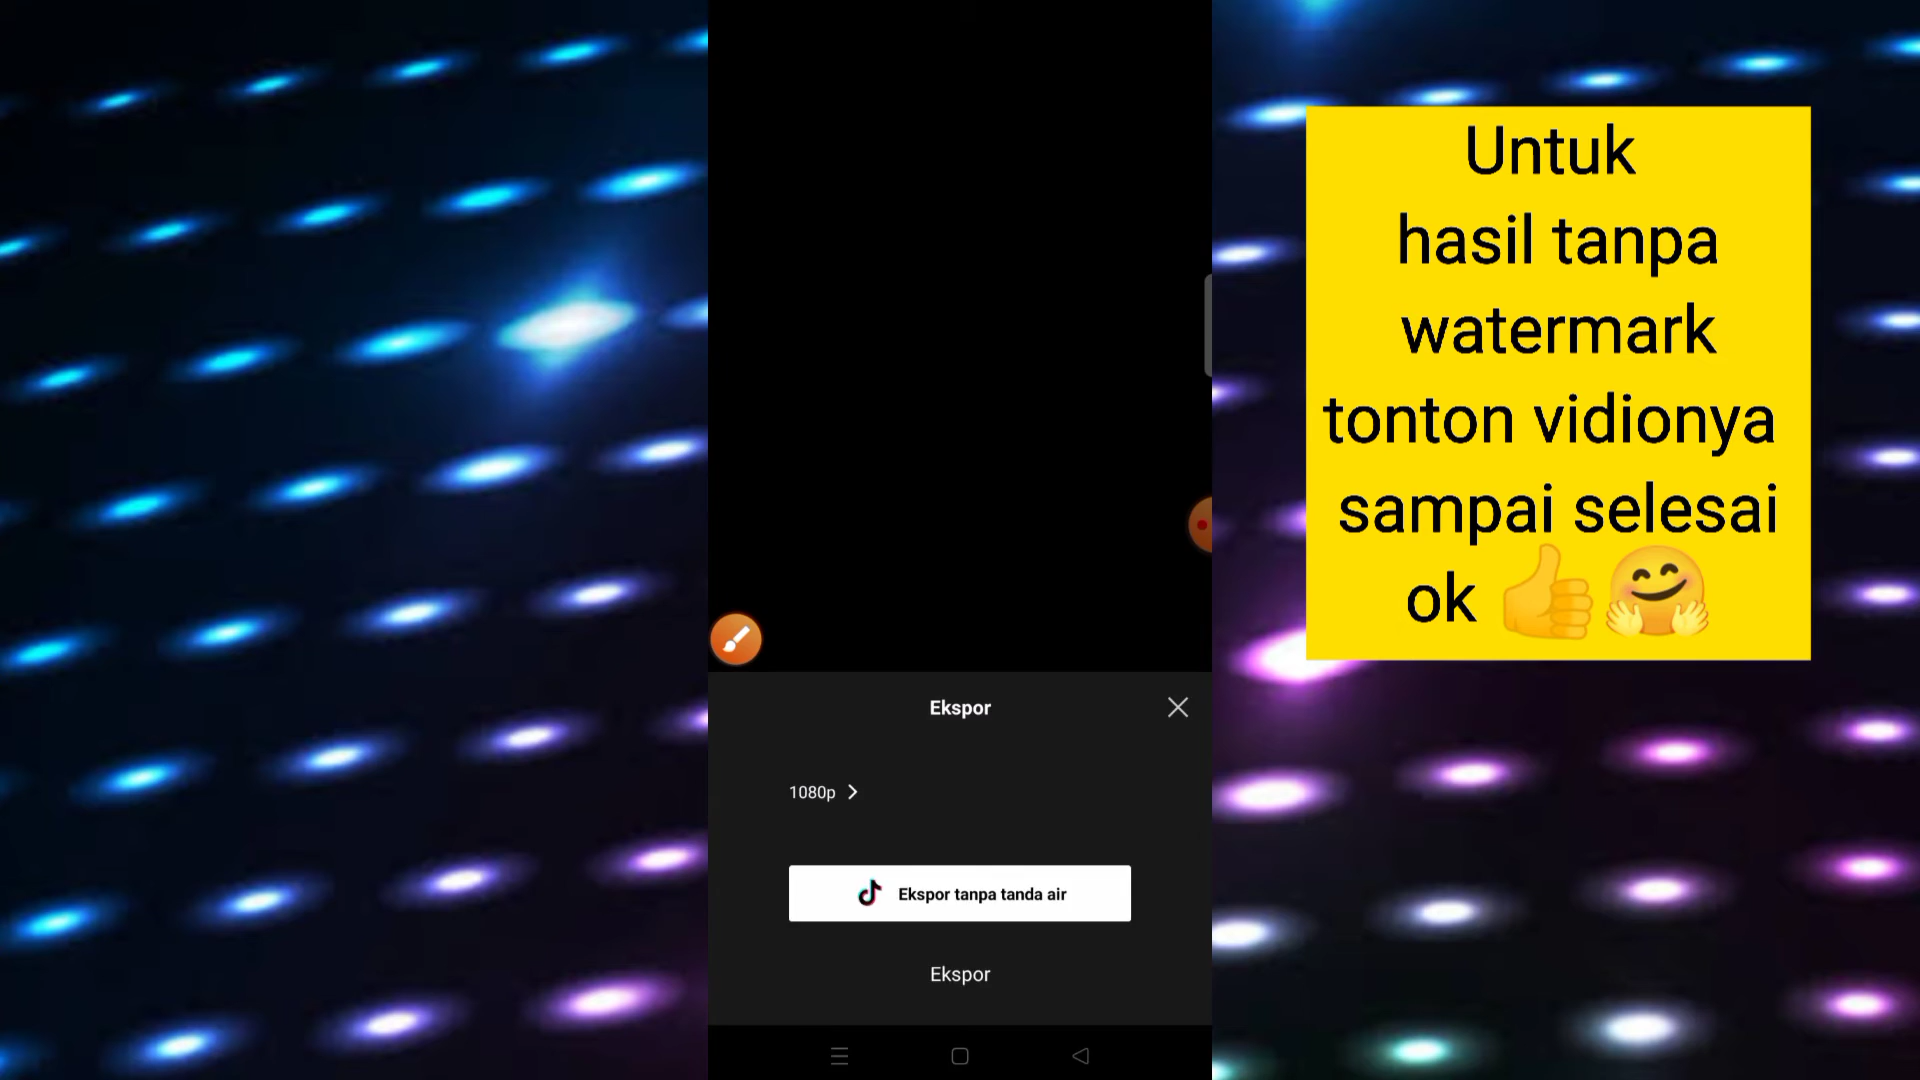 Untuk
hasil tanpa
watermark
tonton vidionya
sampai selesai
ok 👍🤗
Ekspor
1080p
Ekspor tanpa tanda air
Ekspor